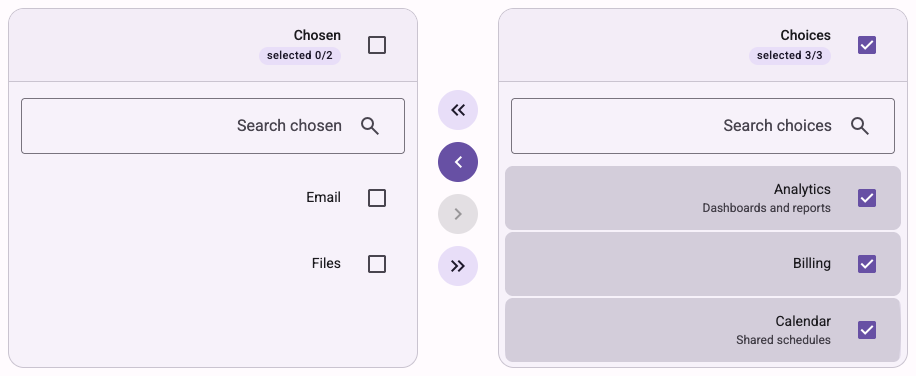 Chosen
selected 0/2
Search chosen
Email
Files
Choices
selected 3/3
Search choices
Analytics
Dashboards and reports
Billing
Calendar
Shared schedules